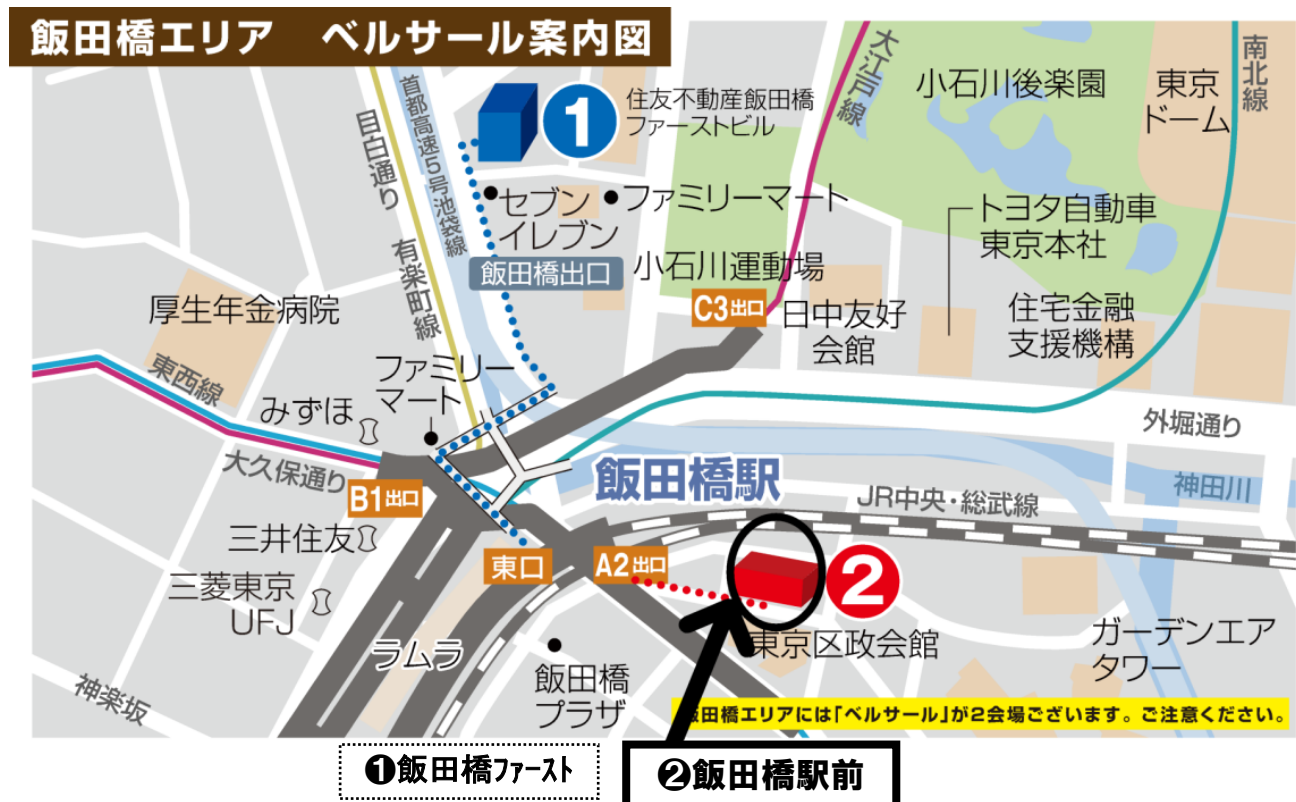 飯田橋エリア　ベルサール案内図
首都高速5号池袋線
目白通り
有楽町線
1
住友不動産飯田橋
ファーストビル
大江戸線
小石川後楽園
東京
ドーム
南北線
セブン
イレブン
ファミリーマート
飯田橋出口
小石川運動場
トヨタ自動車
東京本社
C3出口
日中友好
会館
住宅金融
支援機構
厚生年金病院
東西線
ファミリー
マート
みずほ
大久保通り
外堀通り
飯田橋駅
神田川
JR中央・総武線
B1出口
三井住友
東口
A2出口
2
三菱東京
UFJ
ラムラ
東京区政会館
ガーデンエア
タワー
飯田橋
プラザ
神楽坂
飯田橋エリアには「ベルサール」が2会場ございます。ご注意ください。
❶飯田橋ファースト
❷飯田橋駅前